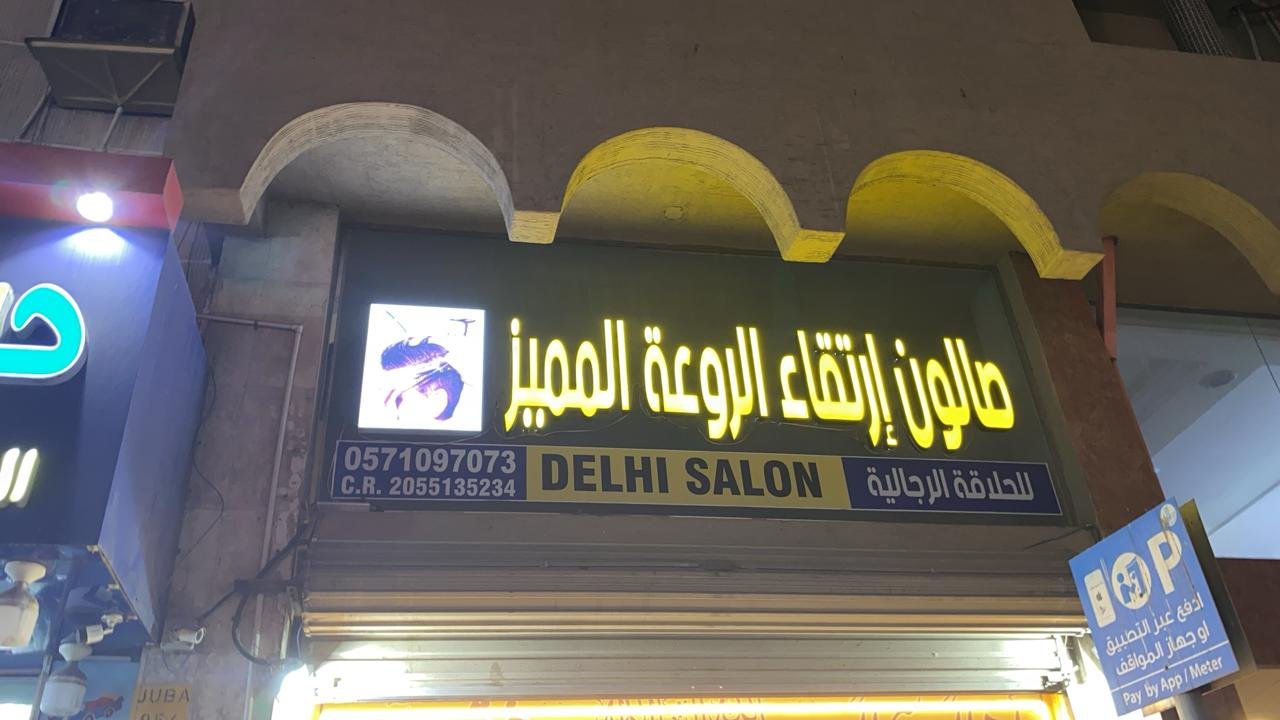 صالون إرتقاء الروعة المميز
0571097073
C.R. 2055135234
DELHI SALON
للحلاقة الرجالية
P
ادفع عبر التطبيق
او جهاز المواقف
Pay by App / Meter
JUBA